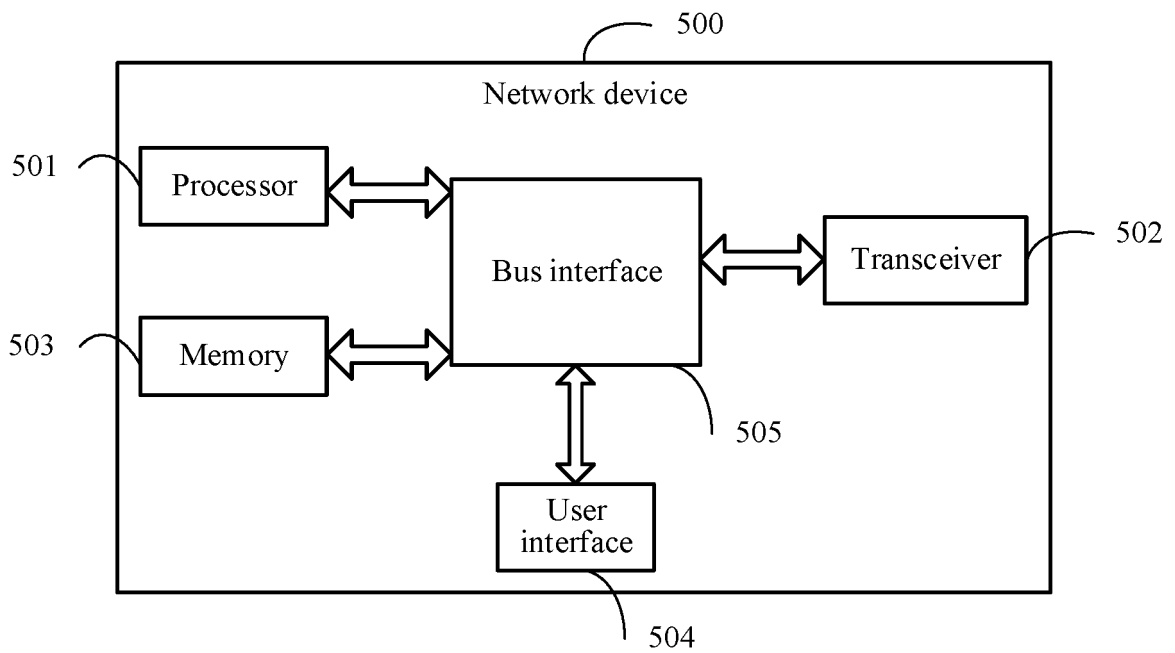 500
Network device
501
Processor
502
Transceiver
Bus interface
503
Memory
505
User
interface
504